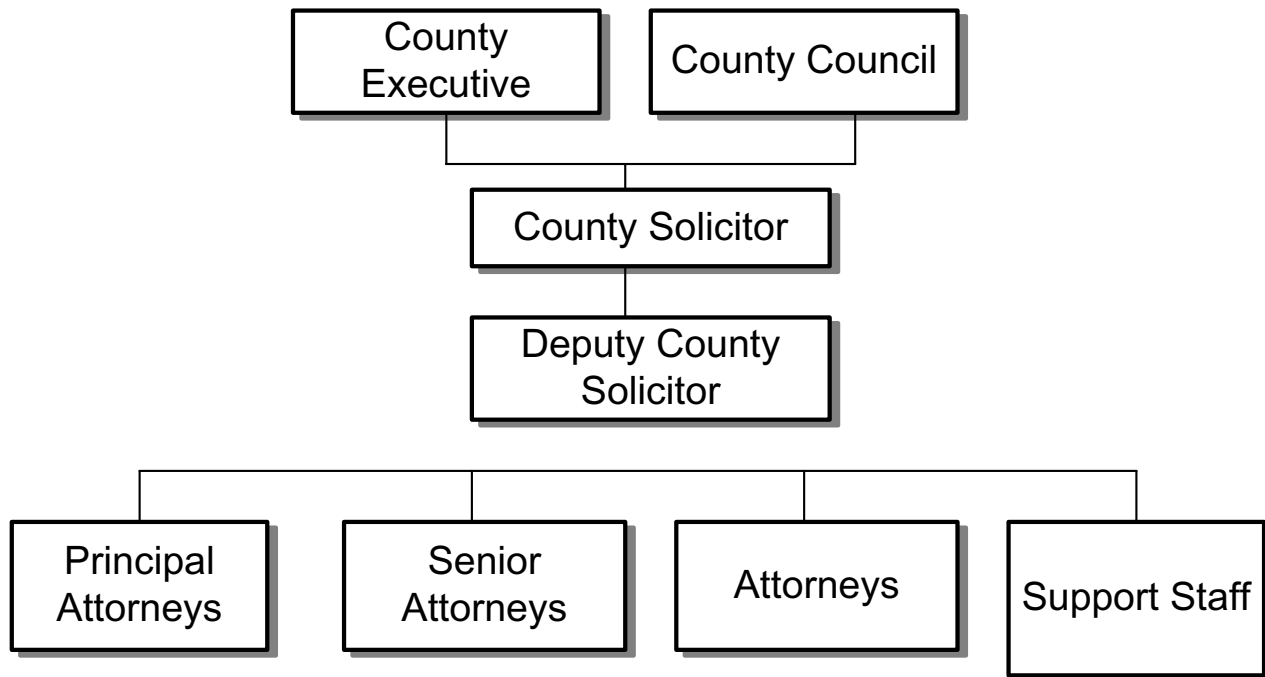 County
Executive
County Council
County Solicitor
Deputy County
Solicitor
Principal
Attorneys
Senior
Attorneys
Attorneys
Support Staff